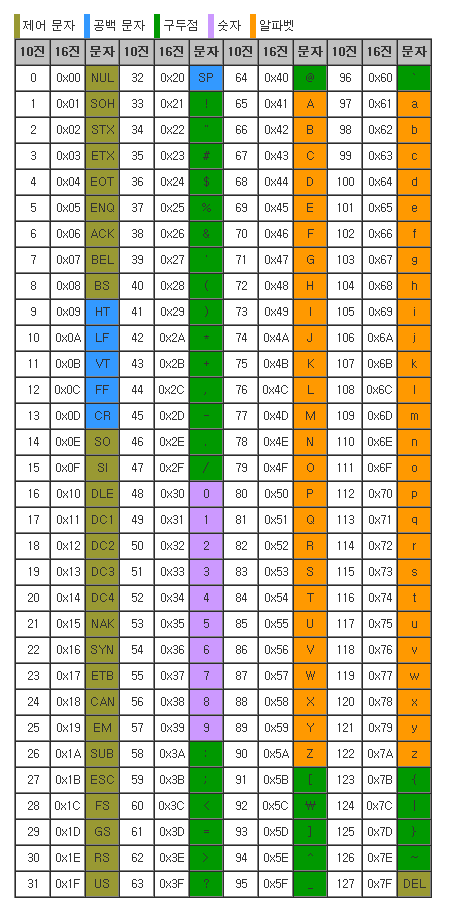 제어 문자 공백 문자 구두점 숫자 알파벳
10진 16진 문자 10진 16진 문자 10진 16진 문자 10진 16진 문자
0 0x00 NUL 32 0x20 SP 64 0x40 @ 96 0x60 `
1 0x01 SOH 33 0x21 ! 65 0x41 A 97 0x61 a
2 0x02 STX 34 0x22 " 66 0x42 B 98 0x62 b
3 0x03 ETX 35 0x23 # 67 0x43 C 99 0x63 c
4 0x04 EOT 36 0x24 $ 68 0x44 D 100 0x64 d
5 0x05 ENQ 37 0x25 % 69 0x45 E 101 0x65 e
6 0x06 ACK 38 0x26 & 70 0x46 F 102 0x66 f
7 0x07 BEL 39 0x27 ' 71 0x47 G 103 0x67 g
8 0x08 BS 40 0x28 ( 72 0x48 H 104 0x68 h
9 0x09 HT 41 0x29 ) 73 0x49 I 105 0x69 i
10 0x0A LF 42 0x2A * 74 0x4A J 106 0x6A j
11 0x0B VT 43 0x2B + 75 0x4B K 107 0x6B k
12 0x0C FF 44 0x2C , 76 0x4C L 108 0x6C l
13 0x0D CR 45 0x2D - 77 0x4D M 109 0x6D m
14 0x0E SO 46 0x2E . 78 0x4E N 110 0x6E n
15 0x0F SI 47 0x2F / 79 0x4F O 111 0x6F o
16 0x10 DLE 48 0x30 0 80 0x50 P 112 0x70 p
17 0x11 DC1 49 0x31 1 81 0x51 Q 113 0x71 q
18 0x12 DC2 50 0x32 2 82 0x52 R 114 0x72 r
19 0x13 DC3 51 0x33 3 83 0x53 S 115 0x73 s
20 0x14 DC4 52 0x34 4 84 0x54 T 116 0x74 t
21 0x15 NAK 53 0x35 5 85 0x55 U 117 0x75 u
22 0x16 SYN 54 0x36 6 86 0x56 V 118 0x76 v
23 0x17 ETB 55 0x37 7 87 0x57 W 119 0x77 w
24 0x18 CAN 56 0x38 8 88 0x58 X 120 0x78 x
25 0x19 EM 57 0x39 9 89 0x59 Y 121 0x79 y
26 0x1A SUB 58 0x3A : 90 0x5A Z 122 0x7A z
27 0x1B ESC 59 0x3B ; 91 0x5B [ 123 0x7B {
28 0x1C FS 60 0x3C < 92 0x5C ₩ 124 0x7C |
29 0x1D GS 61 0x3D = 93 0x5D ] 125 0x7D }
30 0x1E RS 62 0x3E > 94 0x5E ^ 126 0x7E ~
31 0x1F US 63 0x3F ? 95 0x5F _ 127 0x7F DEL